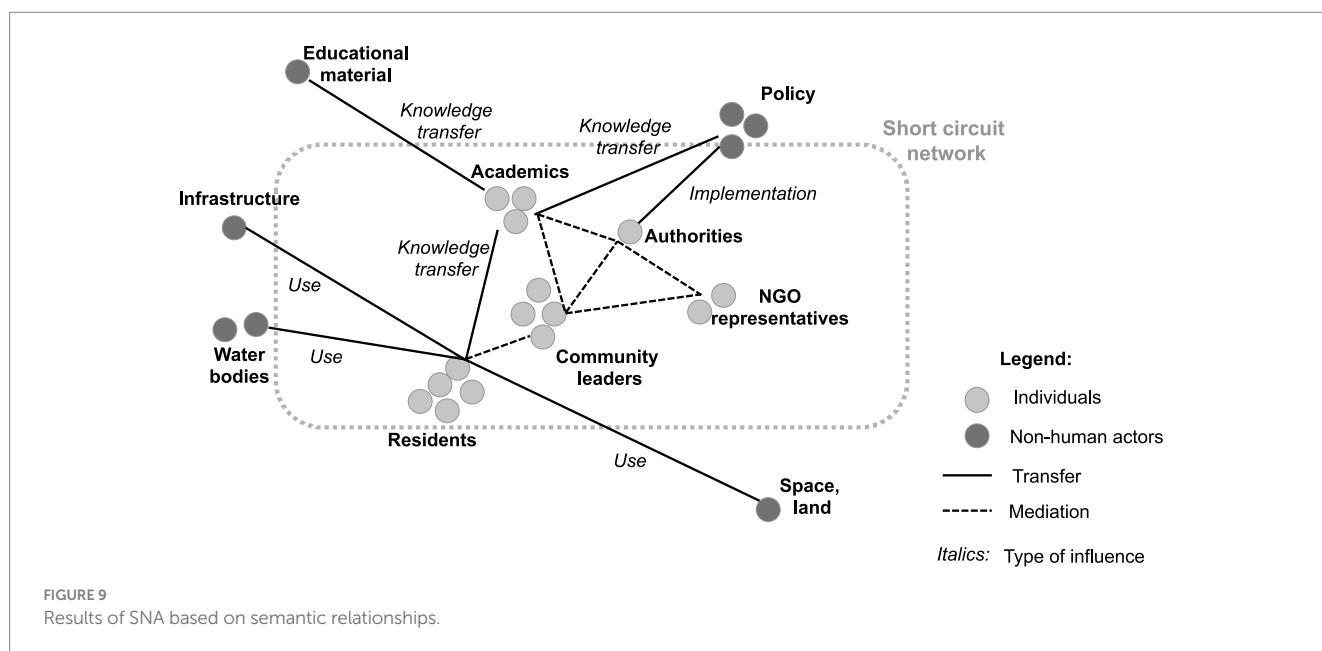 Educational
material
Knowledge
transfer
Policy
Knowledge
transfer
Short circuit
network
Academics
Implementation
Infrastructure
Authorities
Knowledge
transfer
Use
NGO
representatives
Water
bodies
Use
Community
leaders
Residents
Use
Space,
land
Legend:
Individuals
Non-human actors
Transfer
Mediation
Italics: Type of influence
FIGURE 9
Results of SNA based on semantic relationships.